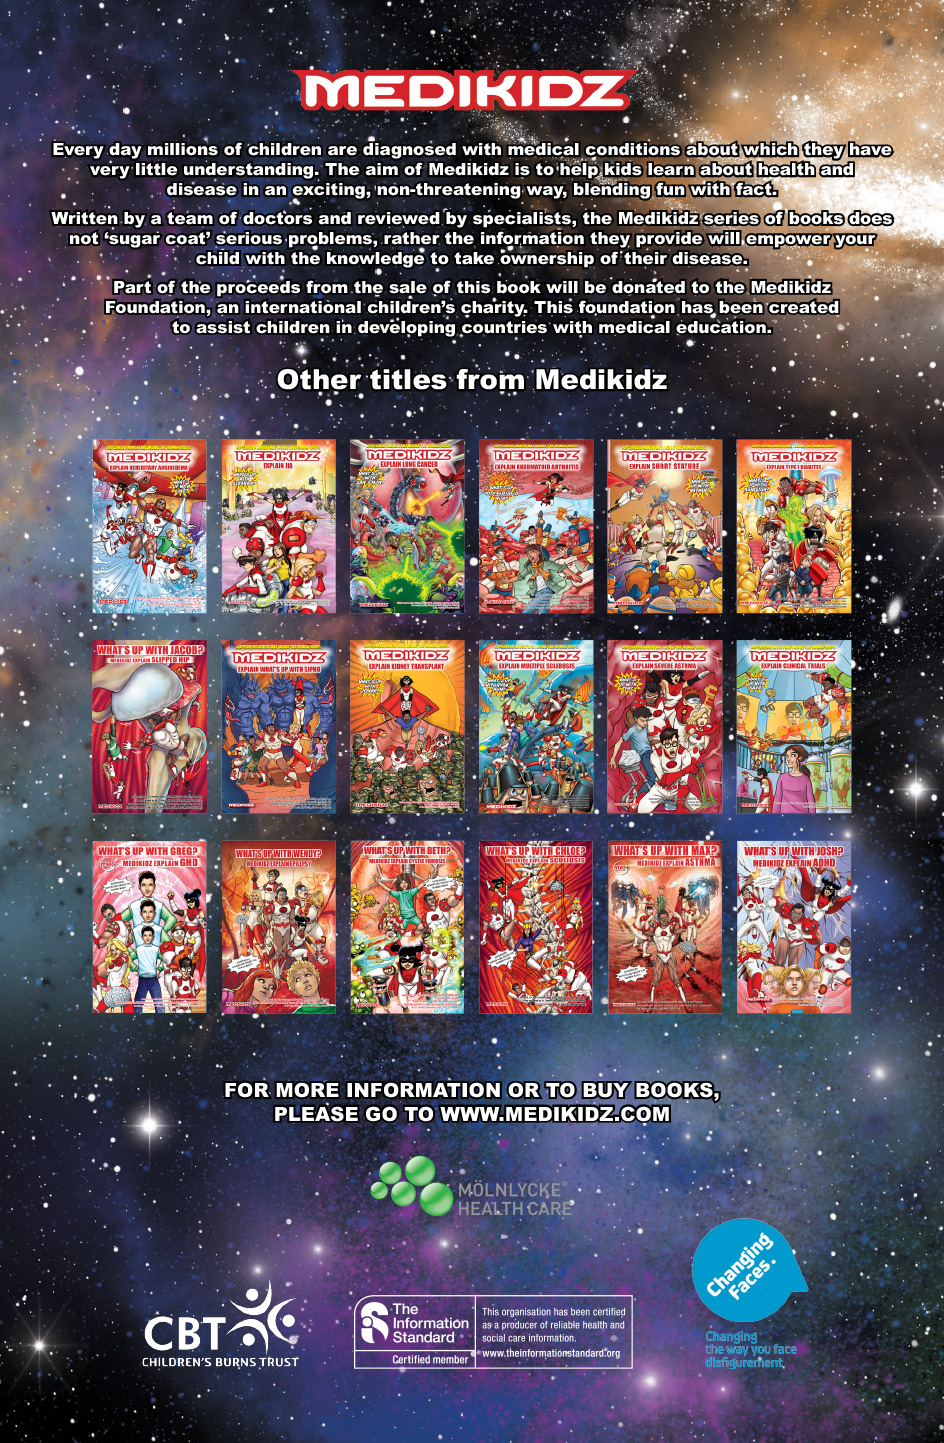 MEDIKIDZ
Every day millions of children are diagnosed with medical conditions about which they have
very little understanding. The aim of Medikidz is to help kids learn about health and
disease in an exciting, non-threatening way, blending fun with fact.
Written by a team of doctors and reviewed by specialists, the Medikidz series of books does
not ‘sugar coat’ serious problems, rather the information they provide will empower your
child with the knowledge to take ownership of their disease.
Part of the proceeds from the sale of this book will be donated to the Medikidz
Foundation, an international children’s charity. This foundation has been created
to assist children in developing countries with medical education.
Other titles from Medikidz
MEDIKIDZ
EXPLAIN HEREDITARY ANGIOEDEMA
MEDIKIDZ
EXPLAIN JIA
MEDIKIDZ
EXPLAIN LUNG CANCER
MEDIKIDZ
EXPLAIN RHEUMATOID ARTHRITIS
MEDIKIDZ
EXPLAIN SHORT STATURE
MEDIKIDZ
EXPLAIN TYPE 1 DIABETES
WHAT'S UP WITH JACOB?
MEDIKIDZ EXPLAIN SLIPPED HIP
MEDIKIDZ
EXPLAIN WHAT'S UP WITH SIPHO
MEDIKIDZ
EXPLAIN KIDNEY TRANSPLANT
MEDIKIDZ
EXPLAIN MULTIPLE SCLEROSIS
MEDIKIDZ
EXPLAIN SEVERE ASTHMA
MEDIKIDZ
EXPLAIN CLINICAL TRIALS
WHAT'S UP WITH GREG?
MEDIKIDZ EXPLAIN GHD
WHAT'S UP WITH WENDY?
MEDIKIDZ EXPLAIN EPILEPSY
WHAT'S UP WITH BETH?
MEDIKIDZ EXPLAIN CYSTIC FIBROSIS
WHAT'S UP WITH CHLOE?
MEDIKIDZ EXPLAIN SCOLIOSIS
WHAT'S UP WITH MAX?
MEDIKIDZ EXPLAIN ASTHMA
WHAT'S UP WITH JOSH?
MEDIKIDZ EXPLAIN ADHD
FOR MORE INFORMATION OR TO BUY BOOKS,
PLEASE GO TO WWW.MEDIKIDZ.COM
MÖLNLYCKE®
HEALTH CARE
CBT
CHILDREN'S BURNS TRUST
The
Information
Standard
Certified member
This organisation has been certified
as a producer of reliable health and
social care information.
www.theinformationstandard.org
Changing
Faces.
Changing
the way you face
disfigurement